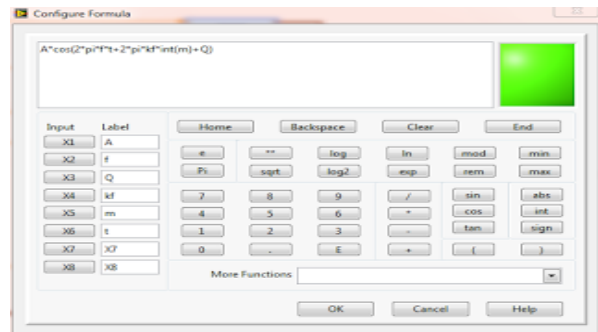 Configure Formula
A*cos(2*pi*f*t+2*pi*kf*int(m)+Q)
Input Label Home Backspace Clear End
X1 A
X2 f e ** log ln mod min
X3 Q Pi sqrt log2 exp rem max
X4 kf 7 8 9 / sin abs
X5 m 4 5 6 * cos int
X6 t 1 2 3 - tan sign
X7 X7 0 . E + ( )
X8 X8 More Functions
OK Cancel Help